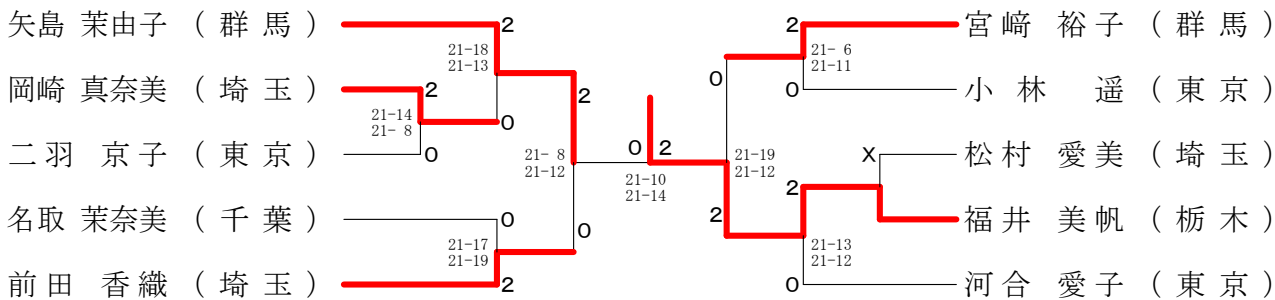 矢島 茉由子 （ 群 馬 ）
2
21-18
21-13
岡崎 真奈美 （ 埼 玉 ）
2
21-14
21- 8
0
二羽 京子 （ 東 京 ）
0
2
21- 8
21-12
名取 茉奈美 （ 千 葉 ）
0
21-17
21-19
0
前田 香織 （ 埼 玉 ）
2
0 2
21-10
21-14
2 宮﨑 裕子 （ 群 馬 ）
21- 6
21-11
0
0 小林 遥 （ 東 京 ）
21-19
21-12
X 松村 愛美 （ 埼 玉 ）
2
2
福井 美帆 （ 栃 木 ）
21-13
21-12
0 河合 愛子 （ 東 京 ）